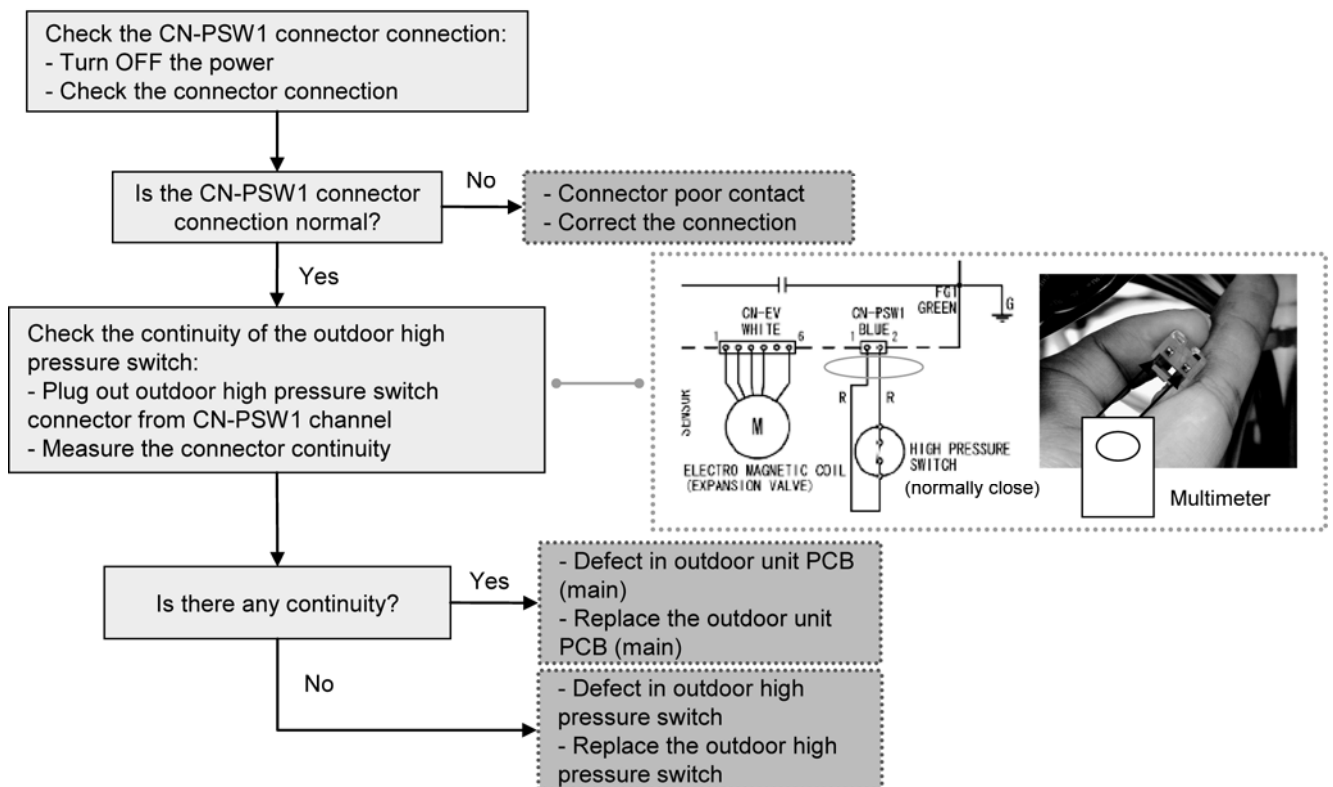 Check the CN-PSW1 connector connection:
- Turn OFF the power
- Check the connector connection
Is the CN-PSW1 connector
connection normal?
No
- Connector poor contact
- Correct the connection
Yes
Check the continuity of the outdoor high
pressure switch:
- Plug out outdoor high pressure switch
connector from CN-PSW1 channel
- Measure the connector continuity
CN-EV
WHITE
1
6
CN-PSW1
BLUE
1
2
FG1
GREEN
G
SENSOR
M
R
R
ELECTRO MAGNETIC COIL
(EXPANSION VALVE)
HIGH PRESSURE
SWITCH
(normally close)
Multimeter
Is there any continuity?
Yes
- Defect in outdoor unit PCB
(main)
- Replace the outdoor unit
PCB (main)
No
- Defect in outdoor high
pressure switch
- Replace the outdoor high
pressure switch